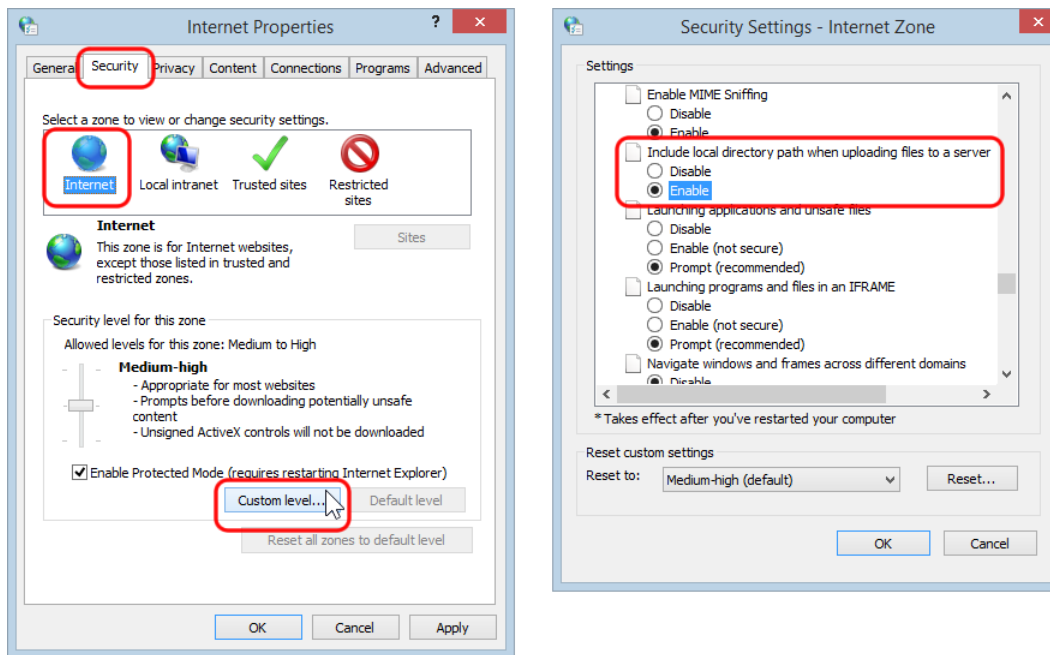 Internet Properties
?
General Security Privacy Content Connections Programs Advanced
Select a zone to view or change security settings.
Internet
Local intranet
Trusted sites
Restricted
sites
Internet
This zone is for Internet websites,
except those listed in trusted and
restricted zones.
Sites
Security level for this zone
Allowed levels for this zone: Medium to High
Medium-high
- Appropriate for most websites
- Prompts before downloading potentially unsafe
content
- Unsigned ActiveX controls will not be downloaded
Enable Protected Mode (requires restarting Internet Explorer)
Custom level...
Default level
Reset all zones to default level
OK
Cancel
Apply
Security Settings - Internet Zone
Settings
Enable MIME Sniffing
Disable
Enable
Include local directory path when uploading files to a server
Disable
Enable
Launching applications and unsafe files
Disable
Enable (not secure)
Prompt (recommended)
Launching programs and files in an IFRAME
Disable
Enable (not secure)
Prompt (recommended)
Navigate windows and frames across different domains
Disable
*Takes effect after you've restarted your computer
Reset custom settings
Reset to:
Medium-high (default)
Reset...
OK
Cancel